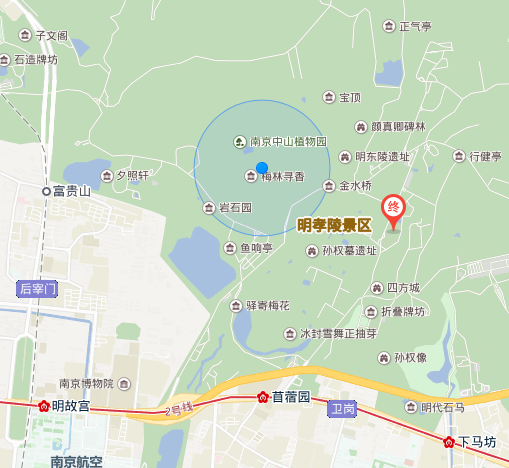 正气亭
子文阁
石造牌坊
宝顶
颜真卿碑林
南京中山植物园
明东陵遗址
行健亭
夕照轩
梅林寻香
金水桥
富贵山
岩石园
终
明孝陵景区
鱼响亭
孙权墓遗址
后宰门
四方城
驿寄梅花
折叠牌坊
冰封雪舞正抽芽
孙权像
南京博物院
苜蓿园
明故宫
2号线
卫岗
明代石马
下马坊
南京航空